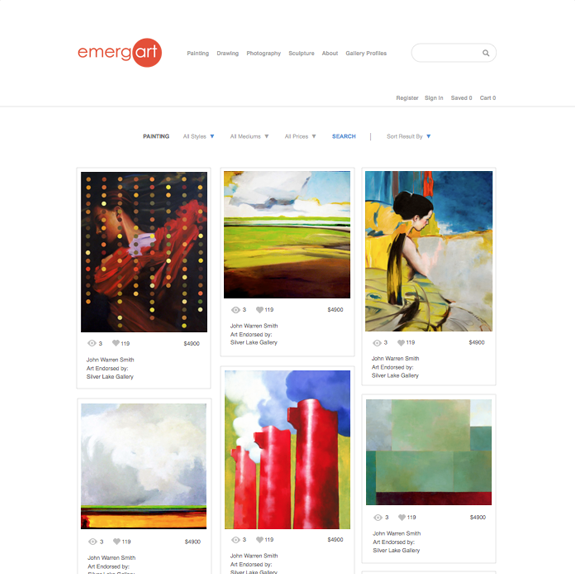 emergart
Painting Drawing Photography Sculpture About Gallery Profiles
Register Sign In Saved 0 Cart 0
PAINTING All Styles All Mediums All Prices SEARCH Sort Result By
3 119 $4900
John Warren Smith
Art Endorsed by:
Silver Lake Gallery
3 119 $4900
John Warren Smith
Art Endorsed by:
Silver Lake Gallery
3 119 $4900
John Warren Smith
Art Endorsed by:
Silver Lake Gallery
3 119 $4900
John Warren Smith
Art Endorsed by:
Silver Lake Gallery
3 119 $4900
John Warren Smith
Art Endorsed by:
3 119 $4900
John Warren Smith
Art Endorsed by:
Silver Lake Gallery